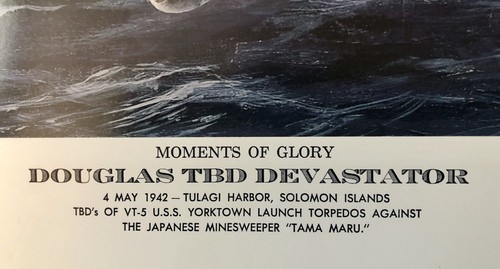 MOMENTS OF GLORY
DOUGLAS TBD DEVASTATOR
4 MAY 1942 — TULAGI HARBOR, SOLOMON ISLANDS
TBD's OF VT-5 U.S.S. YORKTOWN LAUNCH TORPEDOS AGAINST
THE JAPANESE MINESWEEPER "TAMA MARU."